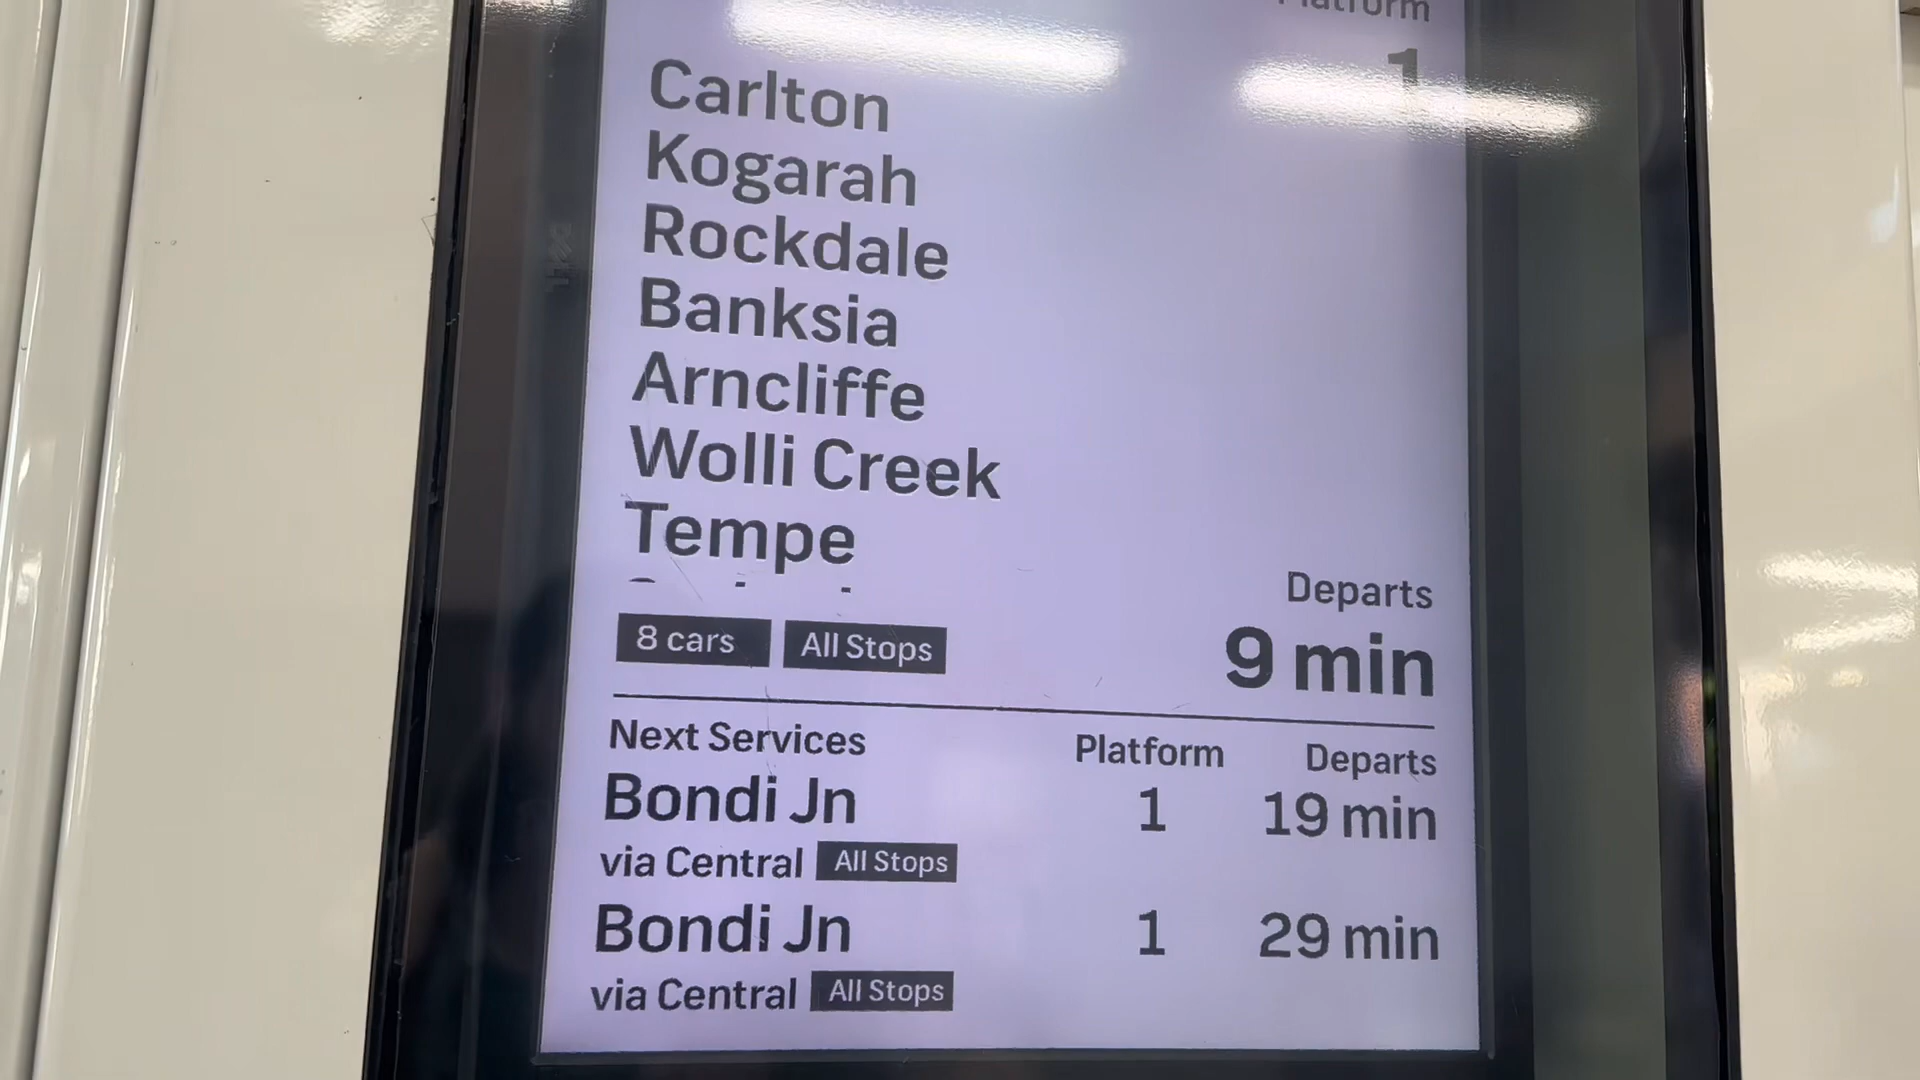 Platform
1
Carlton
Kogarah
Rockdale
Banksia
Arncliffe
Wolli Creek
Tempe
Departs
8 cars All Stops 9 min
Next Services Platform Departs
Bondi Jn 1 19 min
via Central All Stops
Bondi Jn 1 29 min
via Central All Stops